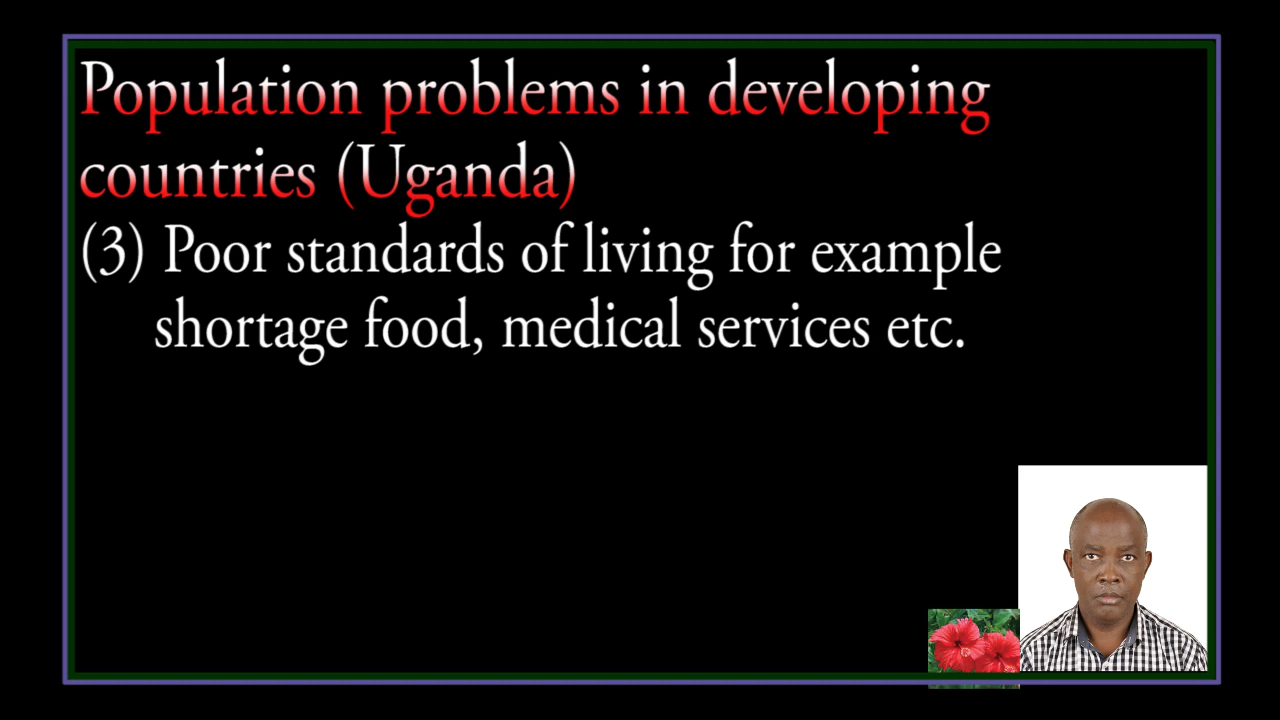 Population problems in developing
countries (Uganda)
(3) Poor standards of living for example
shortage food, medical services etc.